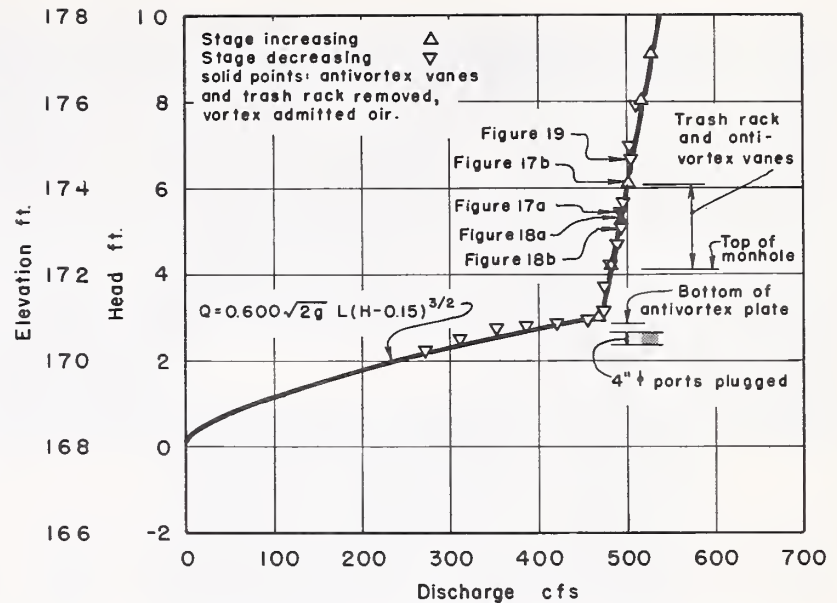 Stage increasing △
Stage decreasing ▽
solid points: antivortex vanes
and trash rack removed,
vortex admitted air.
Trash rack
and anti-
vortex vanes
Figure 19
Figure 17b
Figure 17a
Figure 18a
Figure 18b
Top of
manhole
Bottom of
antivortex plate
4" ϕ ports plugged
Q=0.600√2g L(H-0.15)^3/2
Elevation ft.
178
176
174
172
170
168
166
Head ft.
10
8
6
4
2
0
-2
0 100 200 300 400 500 600 700
Discharge cfs